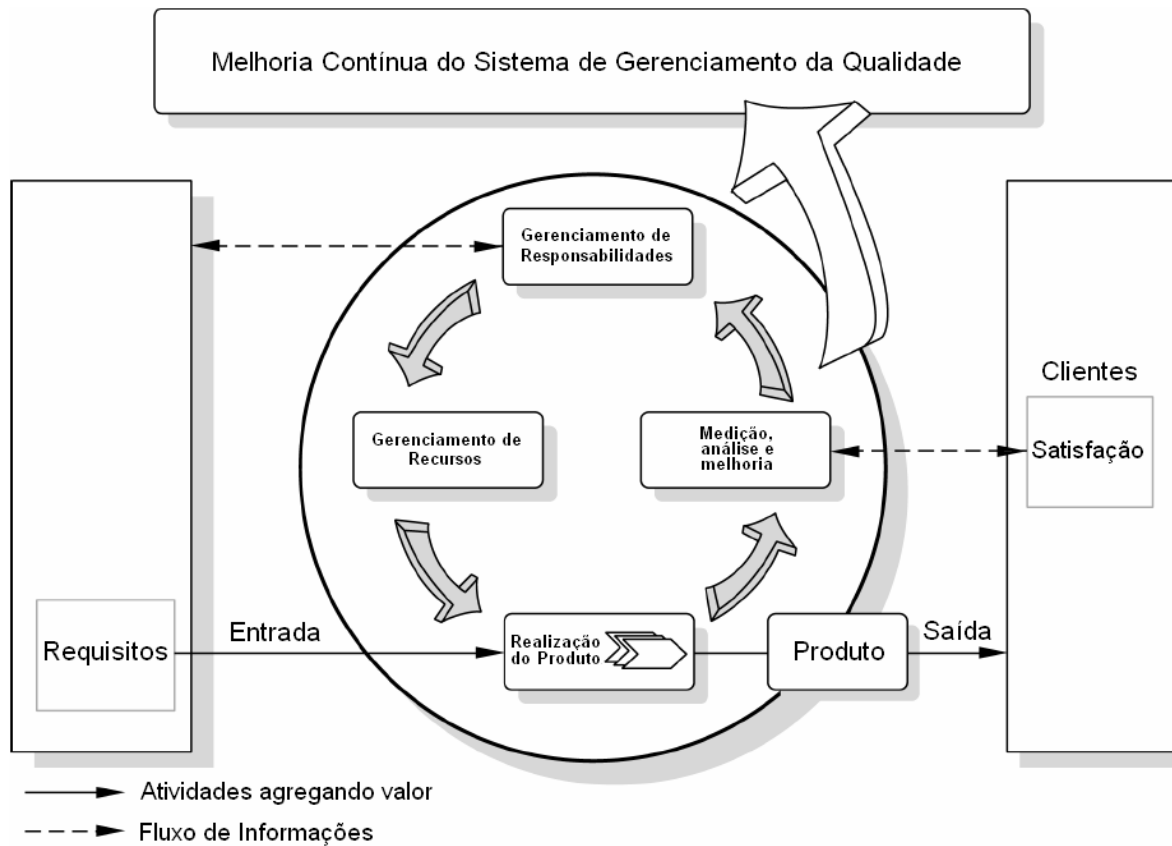 Melhoria Contínua do Sistema de Gerenciamento da Qualidade
Gerenciamento de
Responsabilidades
Gerenciamento de
Recursos
Medição,
análise e
melhoria
Clientes
Satisfação
Requisitos
Entrada
Realização
do Produto
Produto
Saída
Atividades agregando valor
Fluxo de Informações